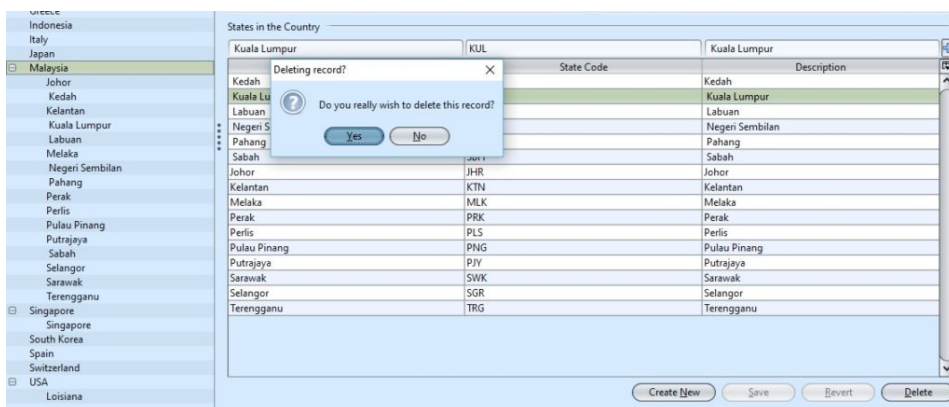 Indonesia
Italy
Japan
Malaysia
Johor
Kedah
Kelantan
Kuala Lumpur
Labuan
Melaka
Negeri Sembilan
Pahang
Perak
Perlis
Pulau Pinang
Putrajaya
Sabah
Selangor
Sarawak
Terengganu
Singapore
Singapore
South Korea
Spain
Switzerland
USA
Loisiana
States in the Country
Kuala Lumpur KUL Kuala Lumpur
State Code Description
Kedah Kedah
Kuala Lu Kuala Lumpur
Labuan Labuan
Negeri S Negeri Sembilan
Pahang Pahang
Sabah Sabah
Johor JHR Johor
Kelantan KTN Kelantan
Melaka MLK Melaka
Perak PRK Perak
Perlis PLS Perlis
Pulau Pinang PNG Pulau Pinang
Putrajaya PJY Putrajaya
Sarawak SWK Sarawak
Selangor SGR Selangor
Terengganu TRG Terengganu
Deleting record?
Do you really wish to delete this record?
Yes No
Create New Save Revert Delete